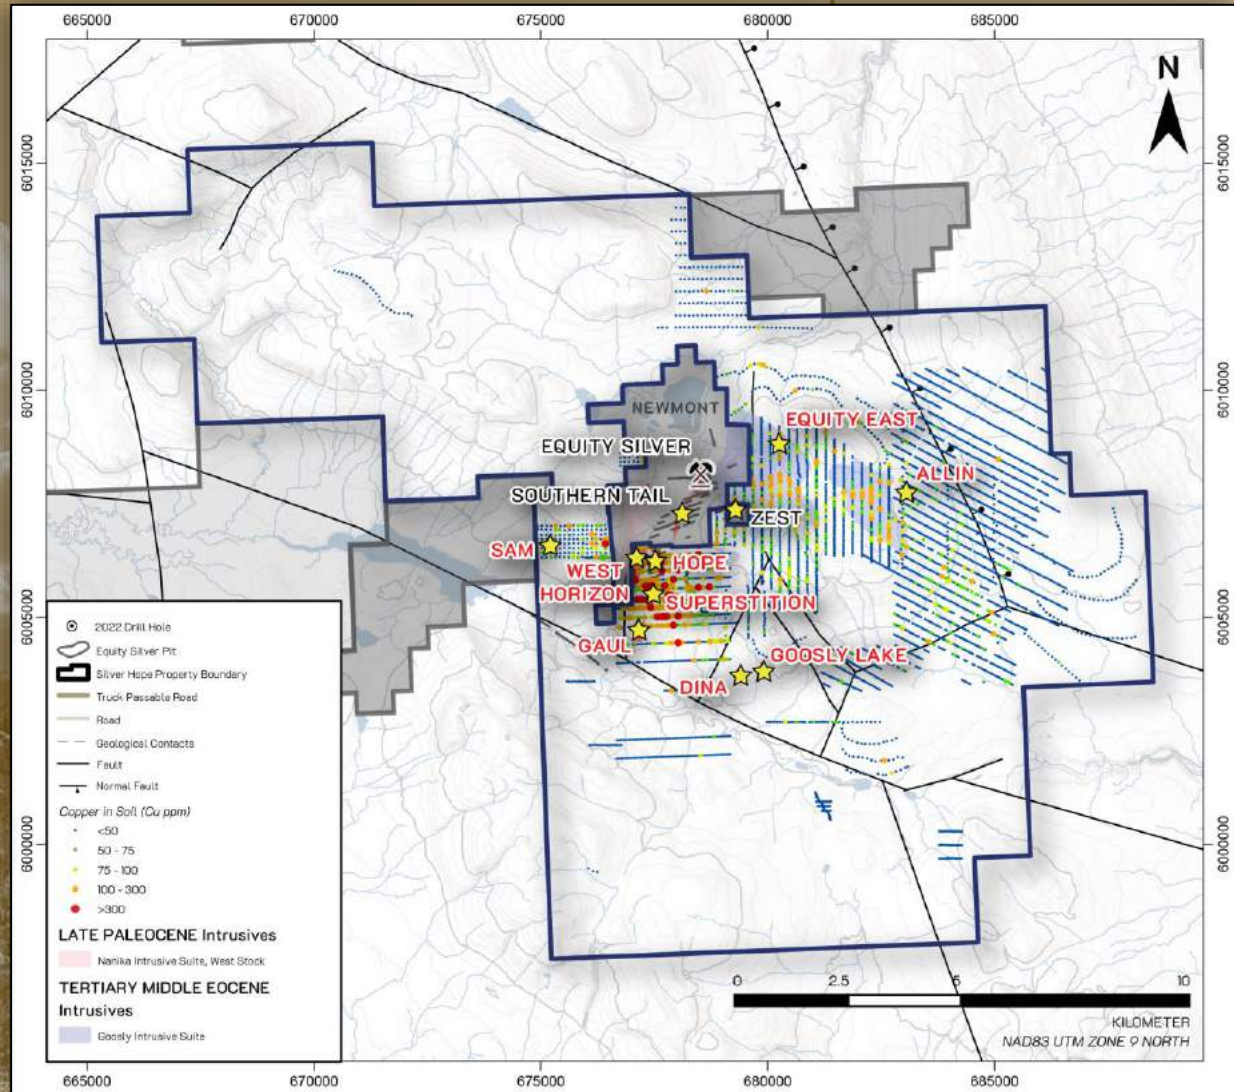 665000 670000 675000 680000 685000
N
6015000 6015000
6010000 6010000
NEWMONT
EQUITY EAST
EQUITY SILVER
ALLIN
SOUTHERN TAIL
ZEST
SAM
WEST
HORIZON
HOPE
SUPERSTITION
GAUL
6005000 6005000
GOOSLY LAKE
DINA
6000000 6000000
2022 Drill Hole
Equity Silver Pit
Silver Hope Property Boundary
Truck Passable Road
Road
Geological Contacts
Fault
Normal Fault
Copper in Soil (Cu ppm)
<50
50 - 75
75 - 100
100 - 300
>300
LATE PALEOCENE Intrusives
Nanika Intrusive Suite, West Stock
TERTIARY MIDDLE EOCENE
Intrusives
Goosly Intrusive Suite
0 2.5 5 10
KILOMETER
NAD83 UTM ZONE 9 NORTH
665000 670000 675000 680000 685000